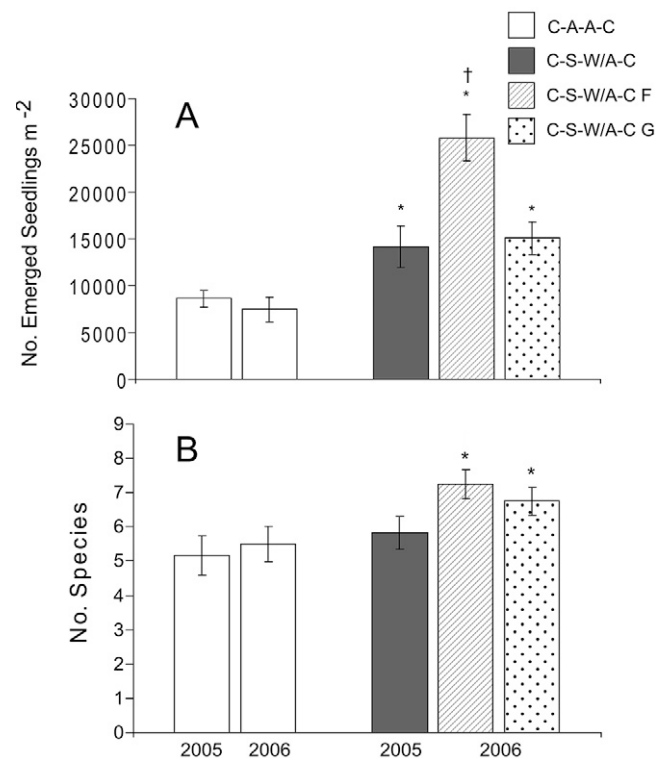 C-A-A-C
C-S-W/A-C
C-S-W/A-C F
C-S-W/A-C G
A
No. Emerged Seedlings m -2
30000
25000
20000
15000
10000
5000
0
*
†
*
*
B
No. Species
9
8
7
6
5
4
3
2
1
0
*
*
2005 2006 2005 2006